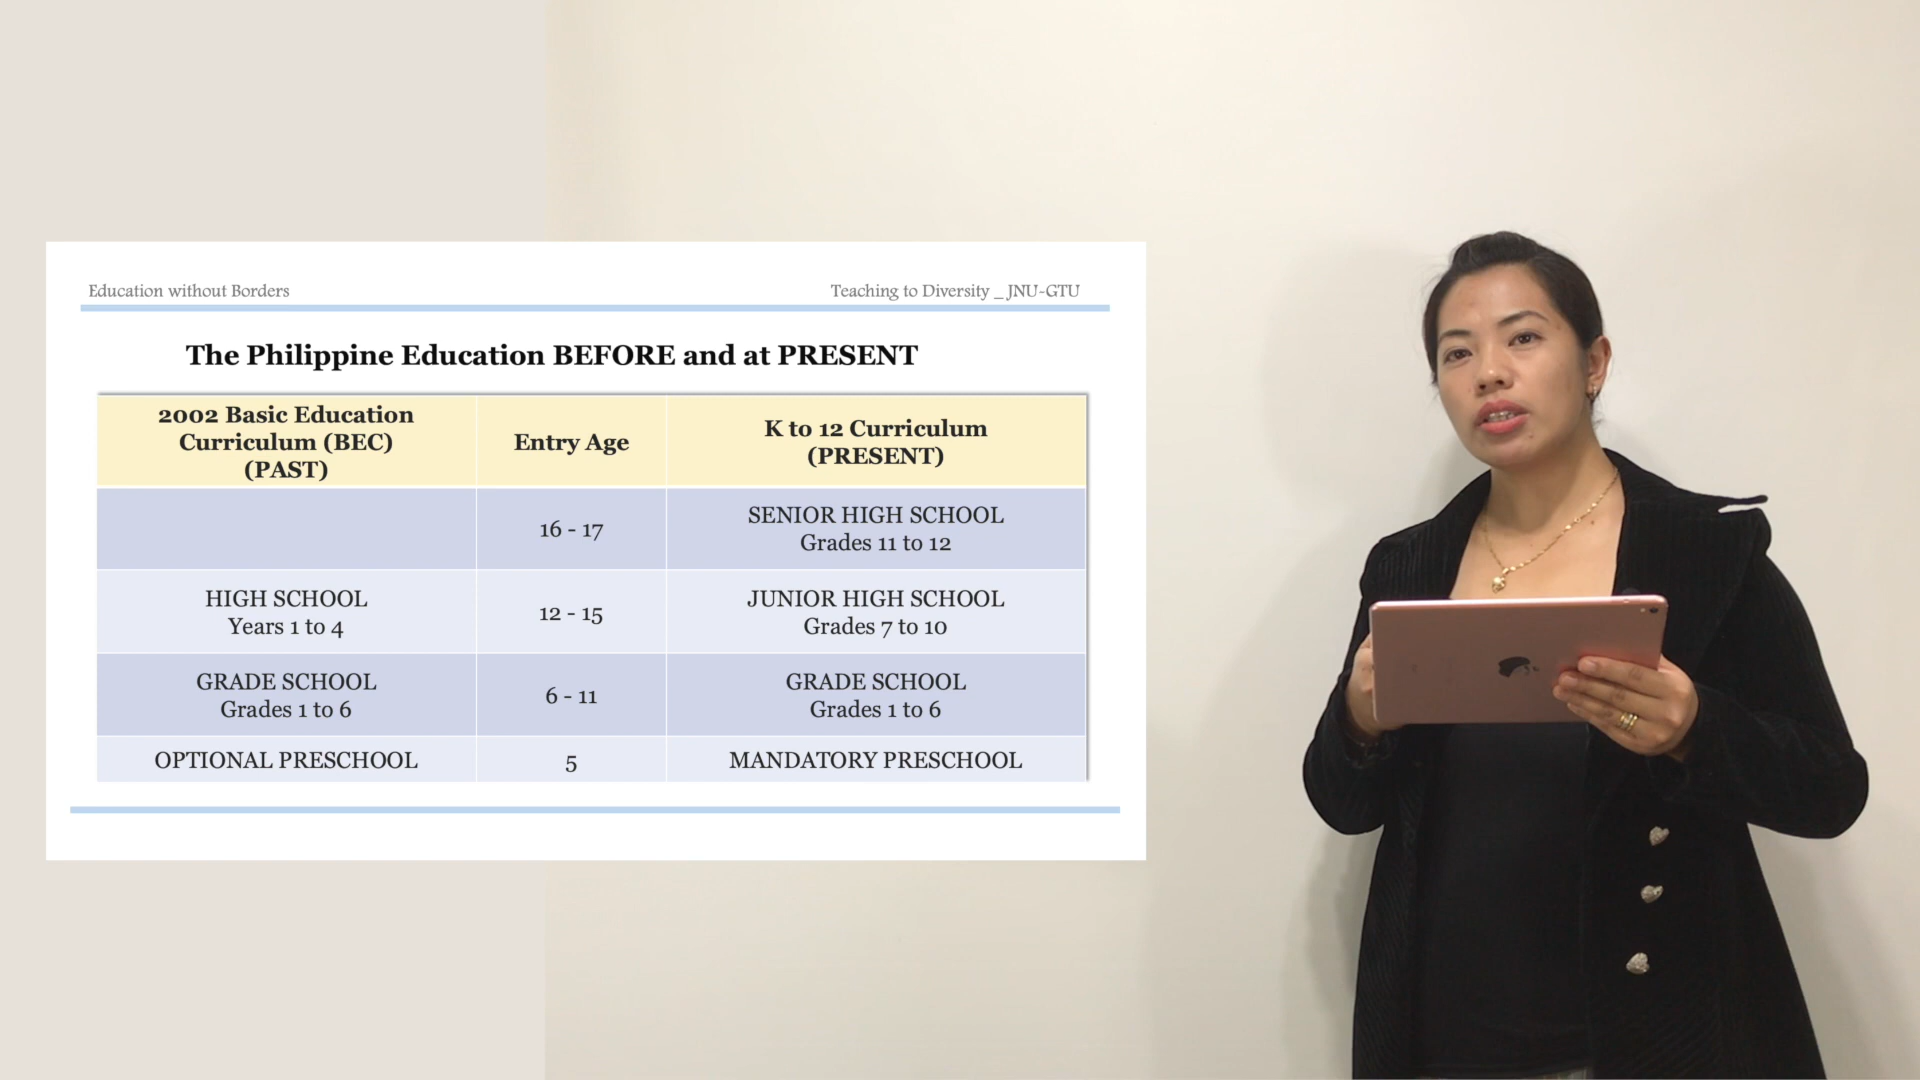 Education without Borders
Teaching to Diversity _ JNU-GTU
The Philippine Education BEFORE and at PRESENT
2002 Basic Education
Curriculum (BEC)
(PAST)
Entry Age
K to 12 Curriculum
(PRESENT)
16 - 17
SENIOR HIGH SCHOOL
Grades 11 to 12
HIGH SCHOOL
Years 1 to 4
12 - 15
JUNIOR HIGH SCHOOL
Grades 7 to 10
GRADE SCHOOL
Grades 1 to 6
6 - 11
GRADE SCHOOL
Grades 1 to 6
OPTIONAL PRESCHOOL
5
MANDATORY PRESCHOOL